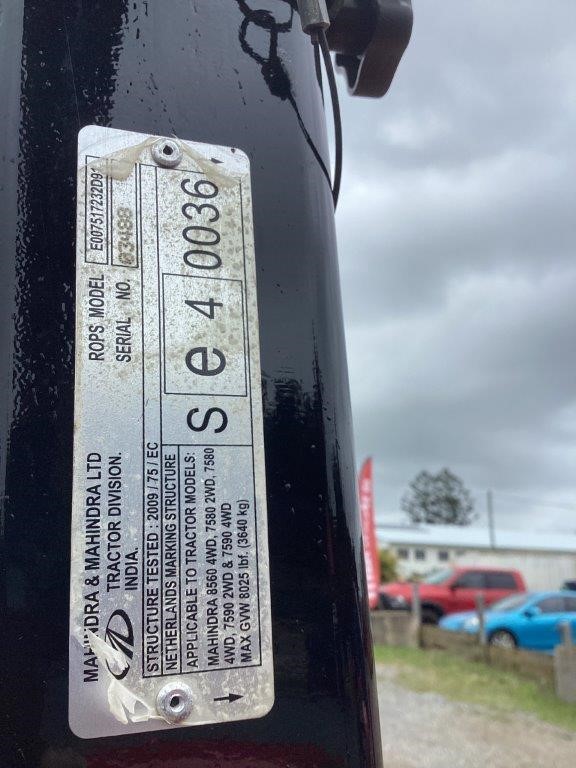 MAHINDRA & MAHINDRA LTD
TRACTOR DIVISION.
INDIA.
ROPS MODEL E007517232D91
SERIAL NO.
STRUCTURE TESTED : 2009 / 75 / EC
NETHERLANDS MARKING STRUCTURE
APPLICABLE TO TRACTOR MODELS:
MAHINDRA 8560 4WD, 7580 2WD, 7580
4WD, 7590 2WD & 7590 4WD
MAX GVW 8025 lbf. (3640 kg)
S e 4 0036